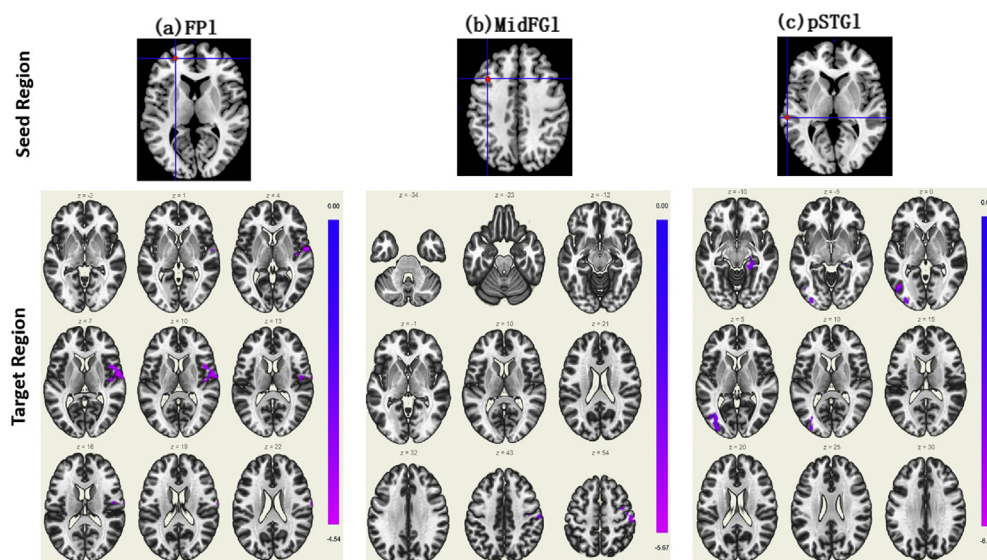 (a)FPl
(b)MidFGl
(c)pSTGl
Seed Region
Target Region
z = -2
z = 1
z = 4
0.00
z = 7
z = 10
z = 13
z = 16
z = 19
z = 22
-4.54
z = -34
z = -23
z = -12
z = -1
z = 10
z = 21
z = 32
z = 43
z = 54
0.00
-5.67
z = -10
z = -5
z = 0
z = 5
z = 10
z = 15
z = 20
z = 25
z = 30